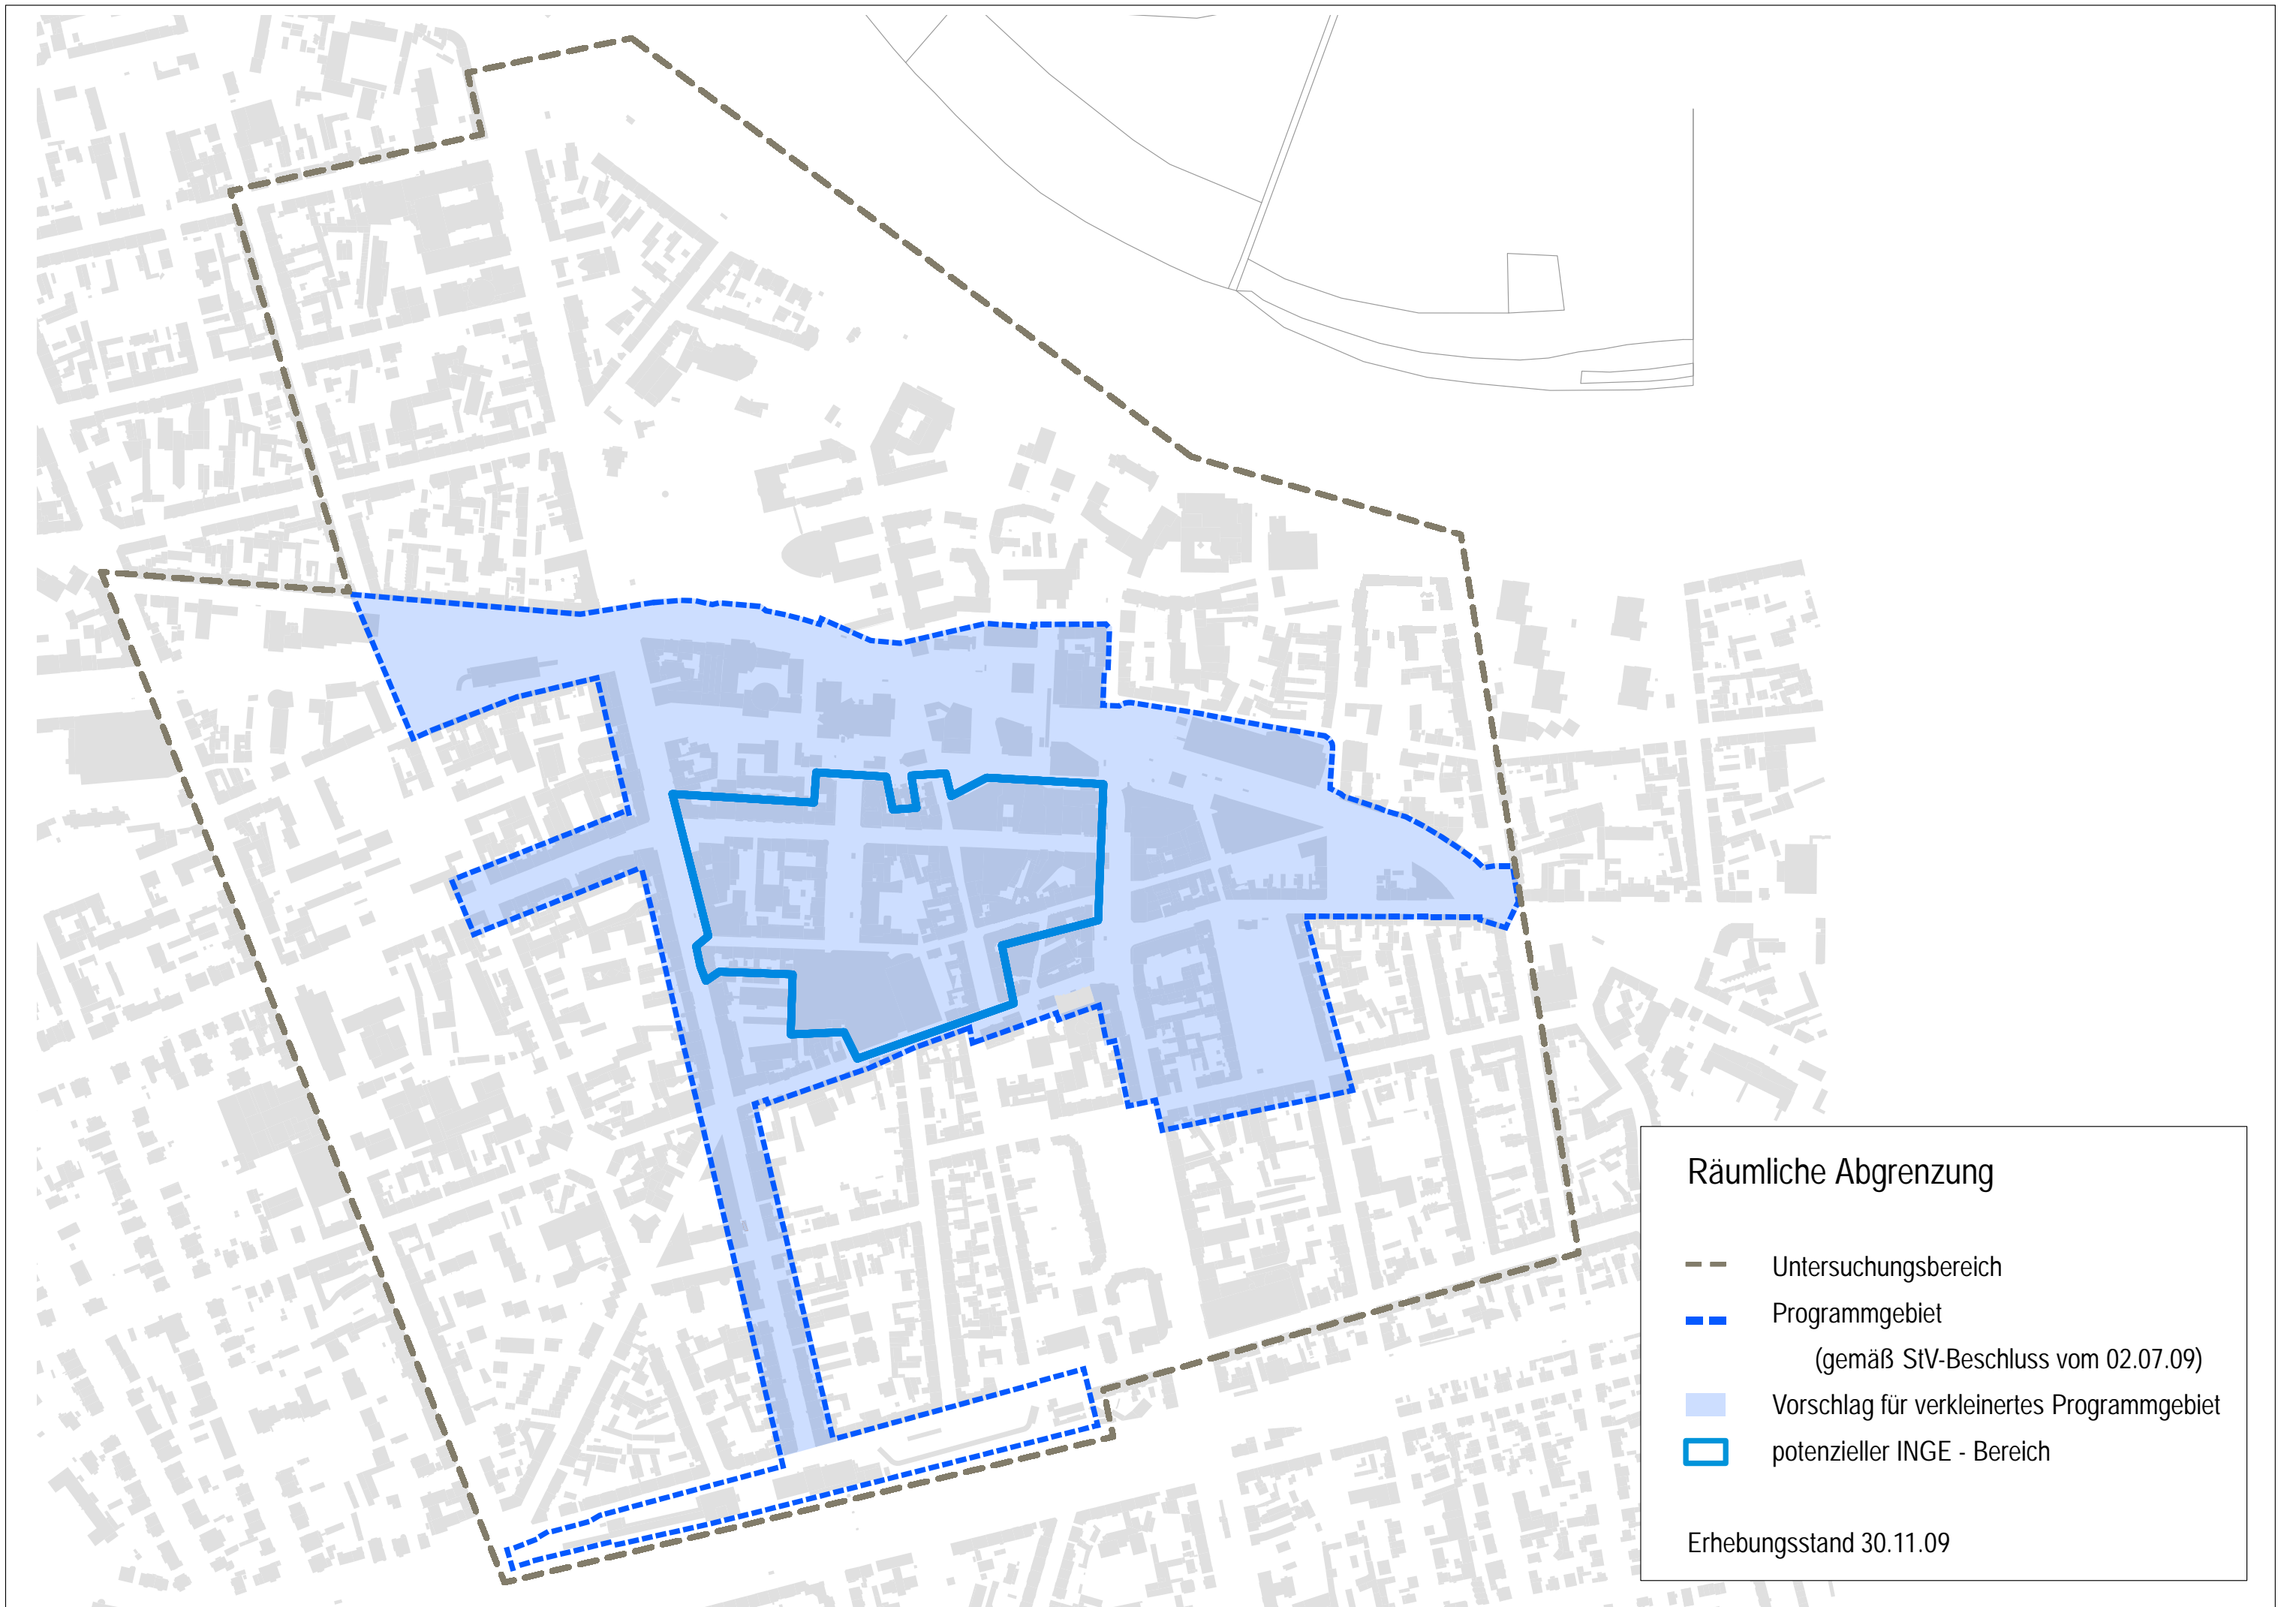 Räumliche Abgrenzung
Untersuchungsbereich
Programmgebiet
(gemäß StV-Beschluss vom 02.07.09)
Vorschlag für verkleinertes Programmgebiet
potenzieller INGE - Bereich
Erhebungsstand 30.11.09